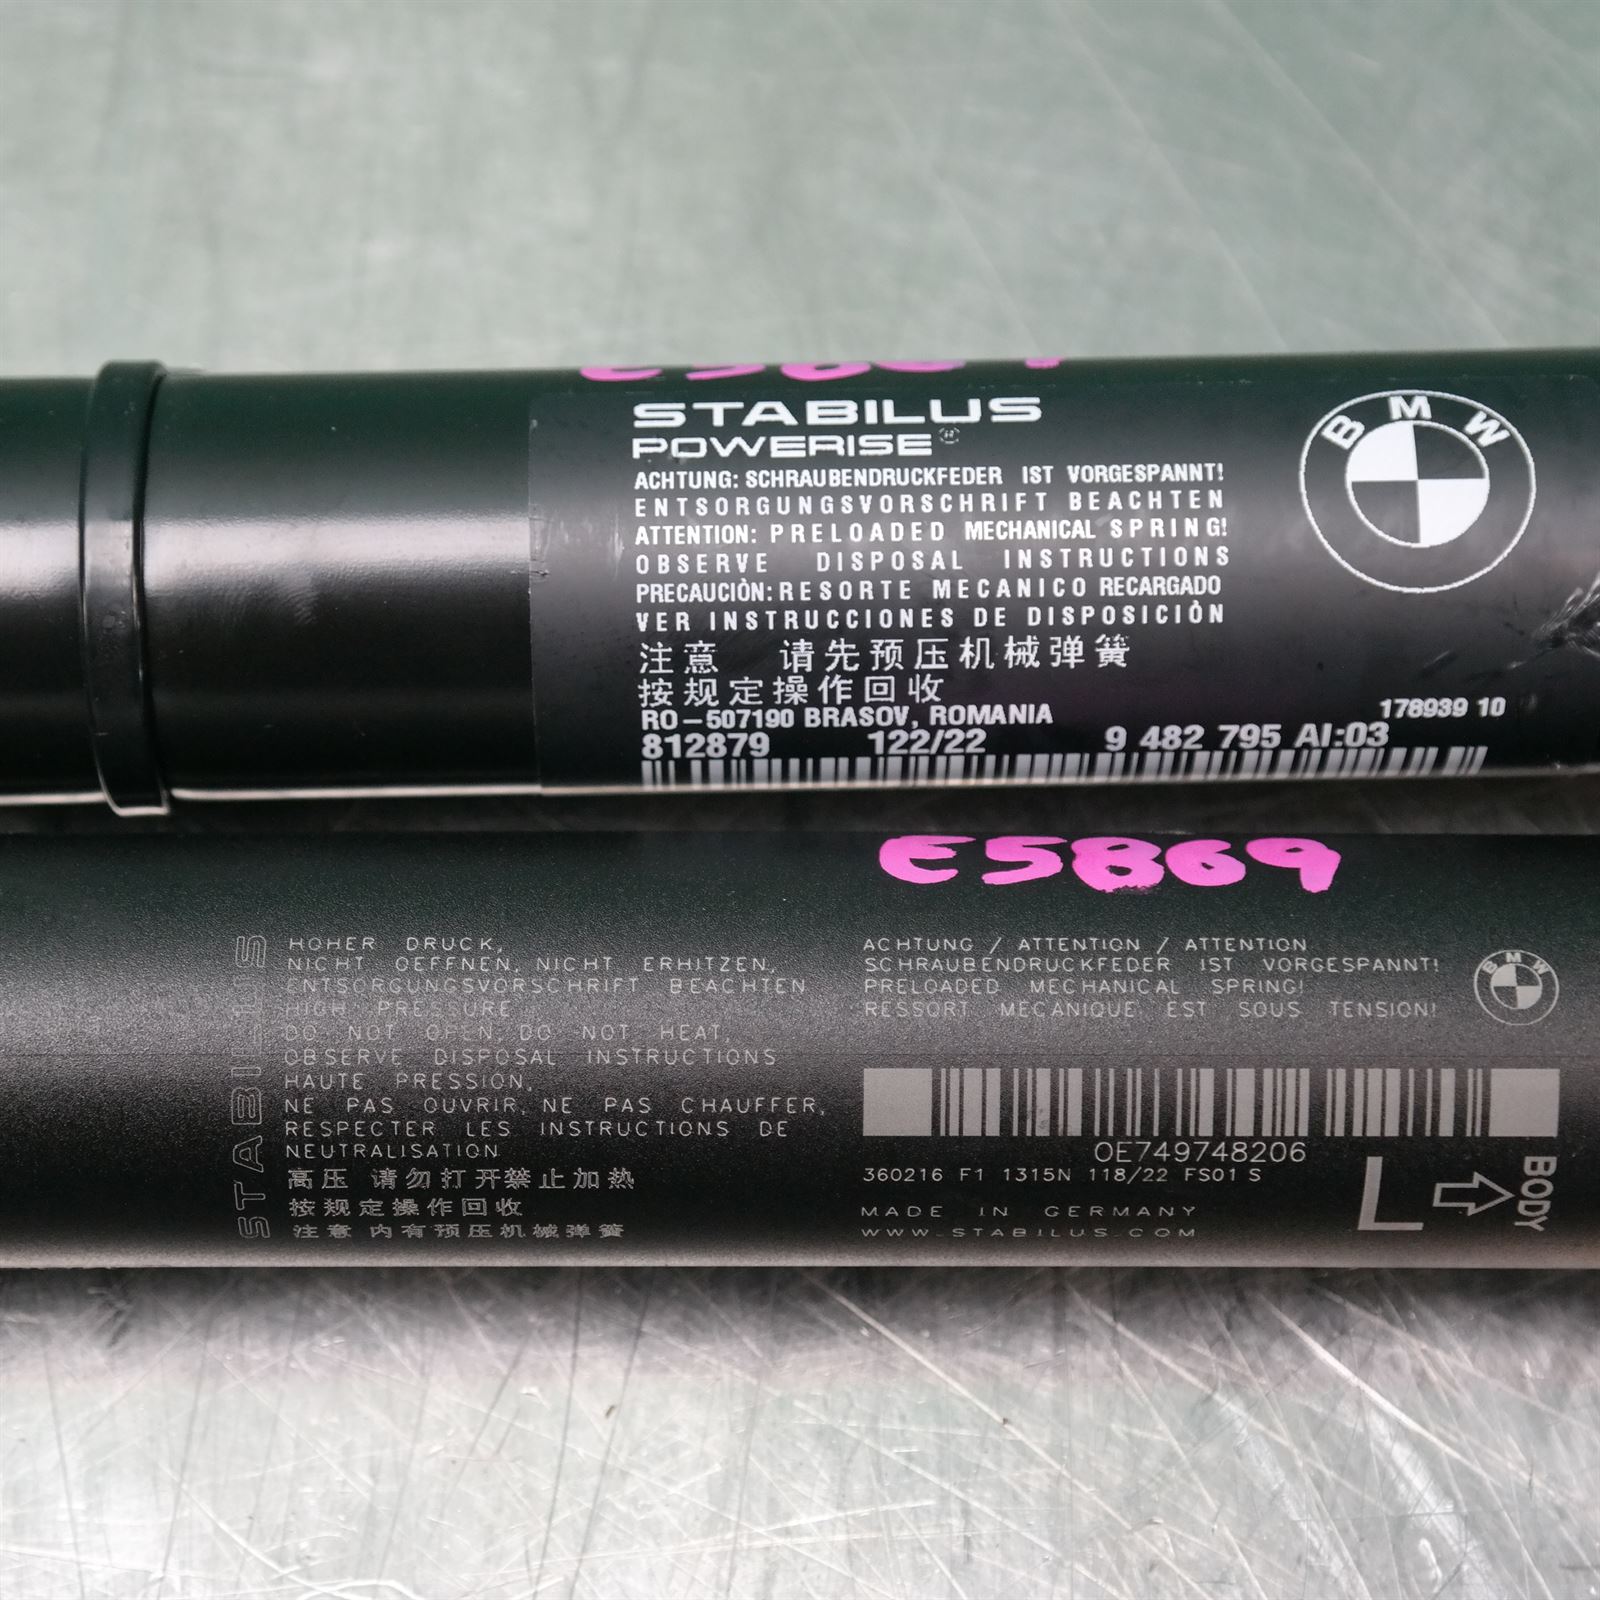 STABILUS
POWERISE®
BMW
ACHTUNG: SCHRAUBENDRUCKFEDER IST VORGESPANNT!
ENTSORGUNGSVORSCHRIFT BEACHTEN
ATTENTION: PRELOADED MECHANICAL SPRING!
OBSERVE DISPOSAL INSTRUCTIONS
PRECAUCIÒN: RESORTE MECANICO RECARGADO
VER INSTRUCCIONES DE DISPOSICIÒN
注意 请先预压机械弹簧
按规定操作回收
RO-507190 BRASOV, ROMANIA
178939 10
812879 122/22 9 482 795 AI:03
E5869
STABILUS
HOHER DRUCK,
NICHT OEFFNEN, NICHT ERHITZEN,
ENTSORGUNGSVORSCHRIFT BEACHTEN
HIGH PRESSURE
DO NOT OPEN, DO NOT HEAT,
OBSERVE DISPOSAL INSTRUCTIONS
HAUTE PRESSION,
NE PAS OUVRIR, NE PAS CHAUFFER,
RESPECTER LES INSTRUCTIONS DE
NEUTRALISATION
高压 请勿打开禁止加热
按规定操作回收
注意 内有预压机械弹簧
ACHTUNG / ATTENTION / ATTENTION
SCHRAUBENDRUCKFEDER IST VORGESPANNT!
PRELOADED MECHANICAL SPRING!
RESSORT MECANIQUE EST SOUS TENSION!
BMW
OE749748206
360216 F1 1315N 118/22 FS01 S
MADE IN GERMANY
WWW.STABILUS.COM
L
BODY